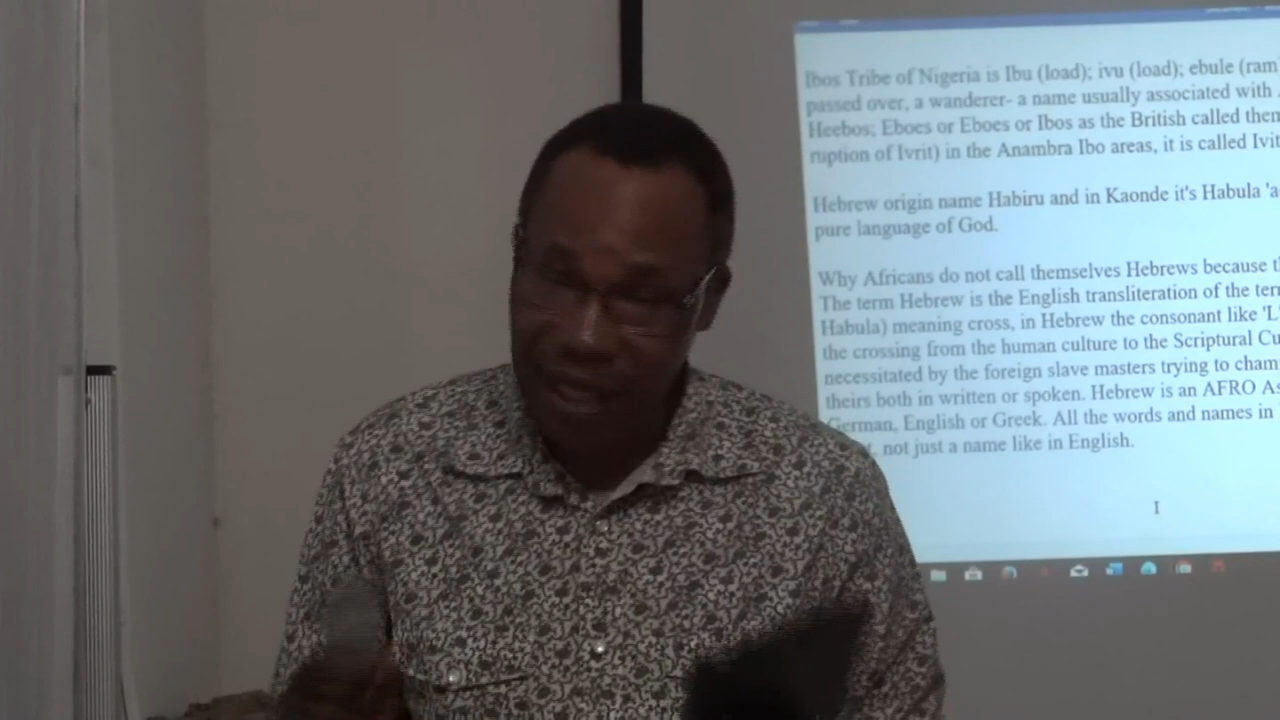 Ibos Tribe of Nigeria is Ibu (load); ivu (load); ebule (ram
passed over, a wanderer- a name usually associated with
Heebos; Eboes or Eboes or Ibos as the British called them
ruption of Ivrit) in the Anambra Ibo areas, it is called Ivit
Hebrew origin name Habiru and in Kaonde it's Habula 'a
pure language of God.
Why Africans do not call themselves Hebrews because th
The term Hebrew is the English transliteration of the term
Habula) meaning cross, in Hebrew the consonant like 'L'
the crossing from the human culture to the Scriptural Cu
necessitated by the foreign slave masters trying to cham
theirs both in written or spoken. Hebrew is an AFRO As
German, English or Greek. All the words and names in
not just a name like in English.